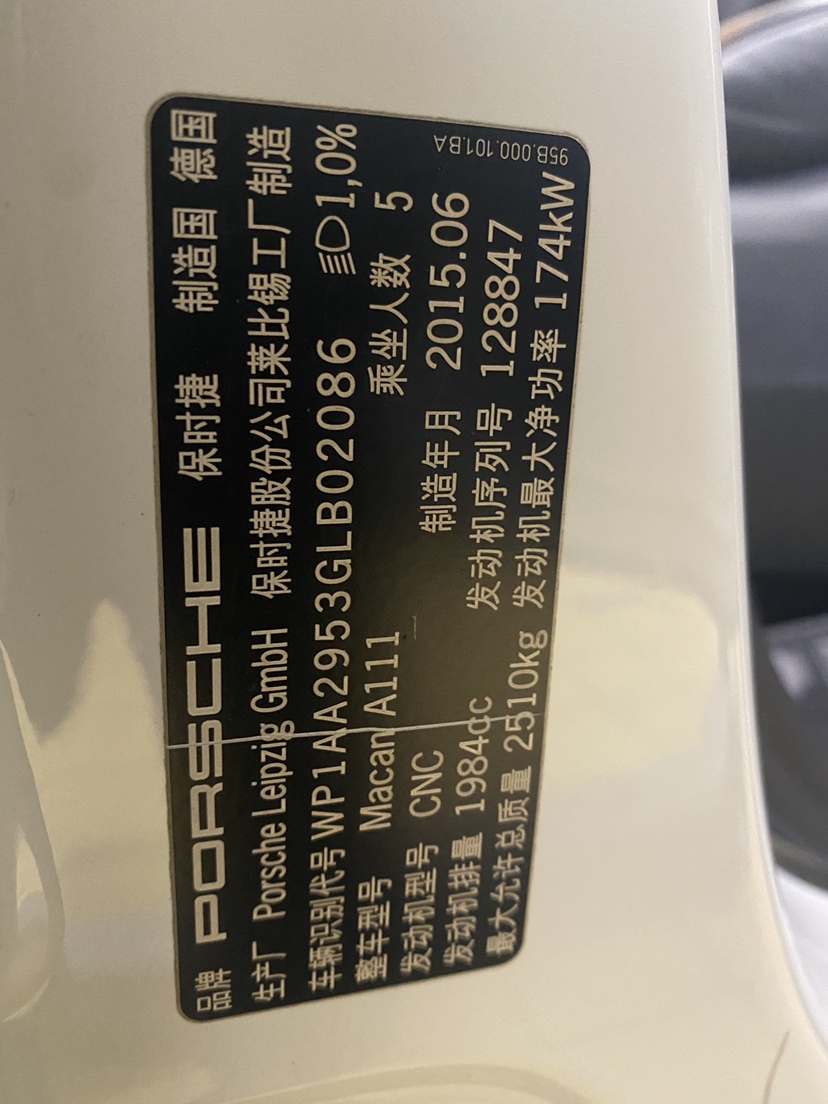 品牌 PORSCHE 保时捷 制造国 德国
生产厂 Porsche Leipzig GmbH 保时捷股份公司莱比锡工厂制造
车辆识别代号 WP1AA2953GLB02086 1,0%
整车型号 Macan A111 乘坐人数 5
发动机型号 CNC 制造年月 2015.06
发动机排量 1984cc 发动机序列号 128847
最大允许总质量 2510kg 发动机最大净功率 174kW
95B.000.101.BA